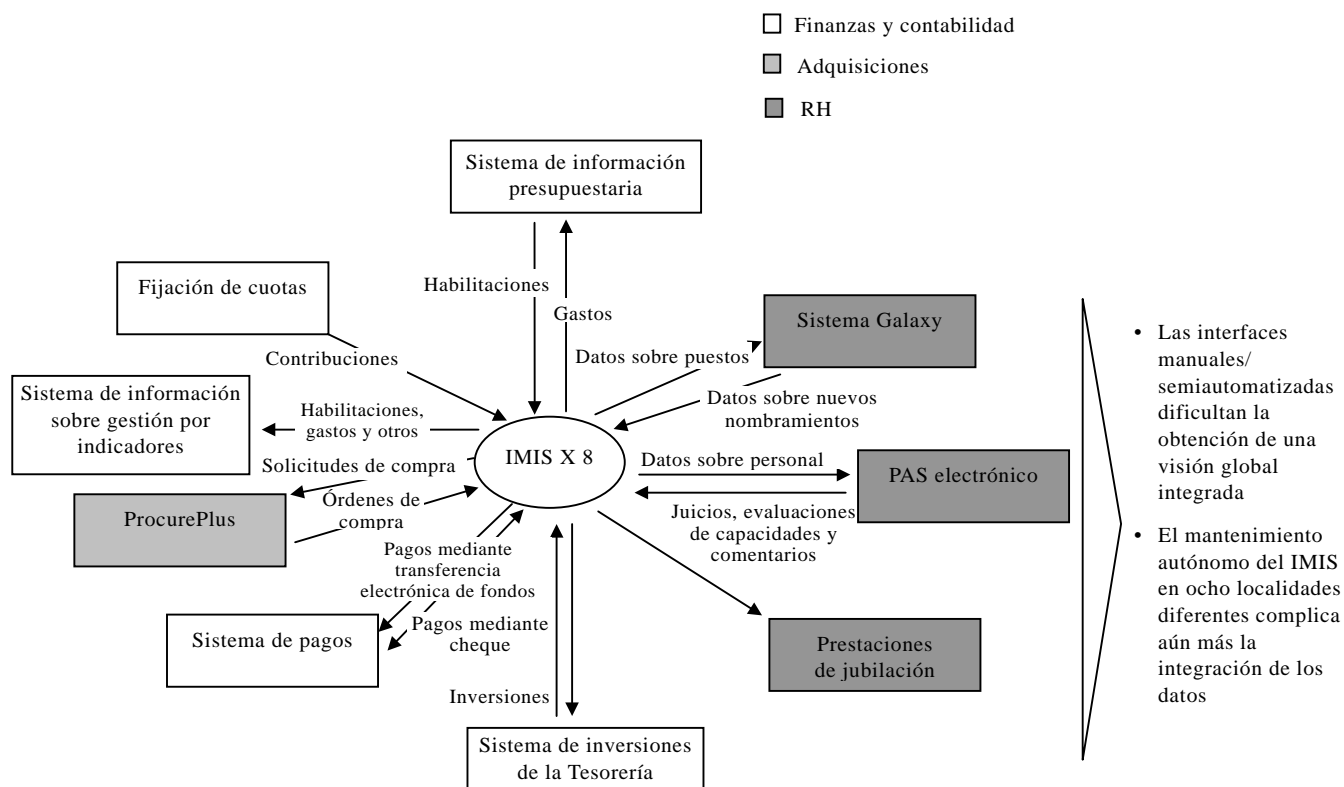 Finanzas y contabilidad
Adquisiciones
RH
Sistema de información
presupuestaria
Fijación de cuotas
Habilitaciones
Gastos
Sistema Galaxy
Contribuciones
Datos sobre puestos
Sistema de información
sobre gestión por
indicadores
Habilitaciones,
gastos y otros
Datos sobre nuevos
nombramientos
IMIS X 8
Solicitudes de compra
Datos sobre personal
PAS electrónico
ProcurePlus
Órdenes de
compra
Juicios, evaluaciones
de capacidades y
comentarios
Pagos mediante
transferencia
electrónica de fondos
Sistema de pagos
Pagos mediante
cheque
Prestaciones
de jubilación
Inversiones
Sistema de inversiones
de la Tesorería
• Las interfaces
manuales/
semiautomatizadas
dificultan la
obtención de una
visión global
integrada
• El mantenimiento
autónomo del IMIS
en ocho localidades
diferentes complica
aún más la
integración de los
datos